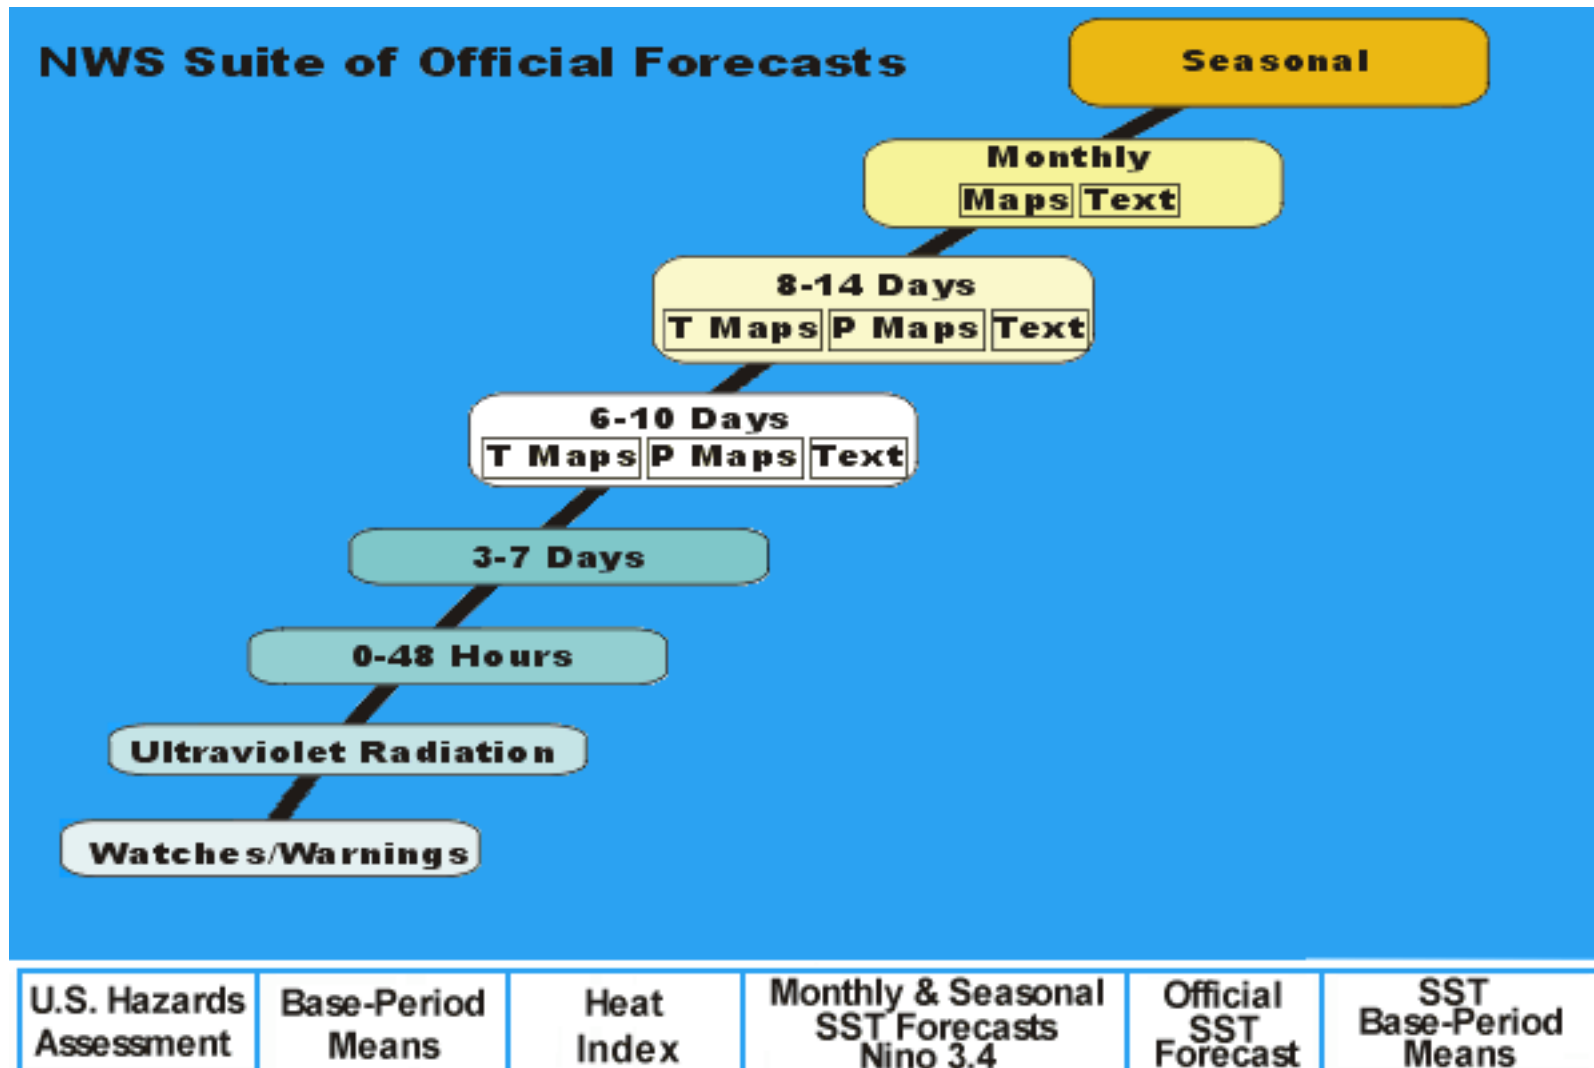 NWS Suite of Official Forecasts
Seasonal
Monthly
Maps Text
8-14 Days
T Maps P Maps Text
6-10 Days
T Maps P Maps Text
3-7 Days
0-48 Hours
Ultraviolet Radiation
Watches/Warnings
U.S. Hazards
Assessment
Base-Period
Means
Heat
Index
Monthly & Seasonal
SST Forecasts
Nino 3.4
Official
SST
Forecast
SST
Base-Period
Means